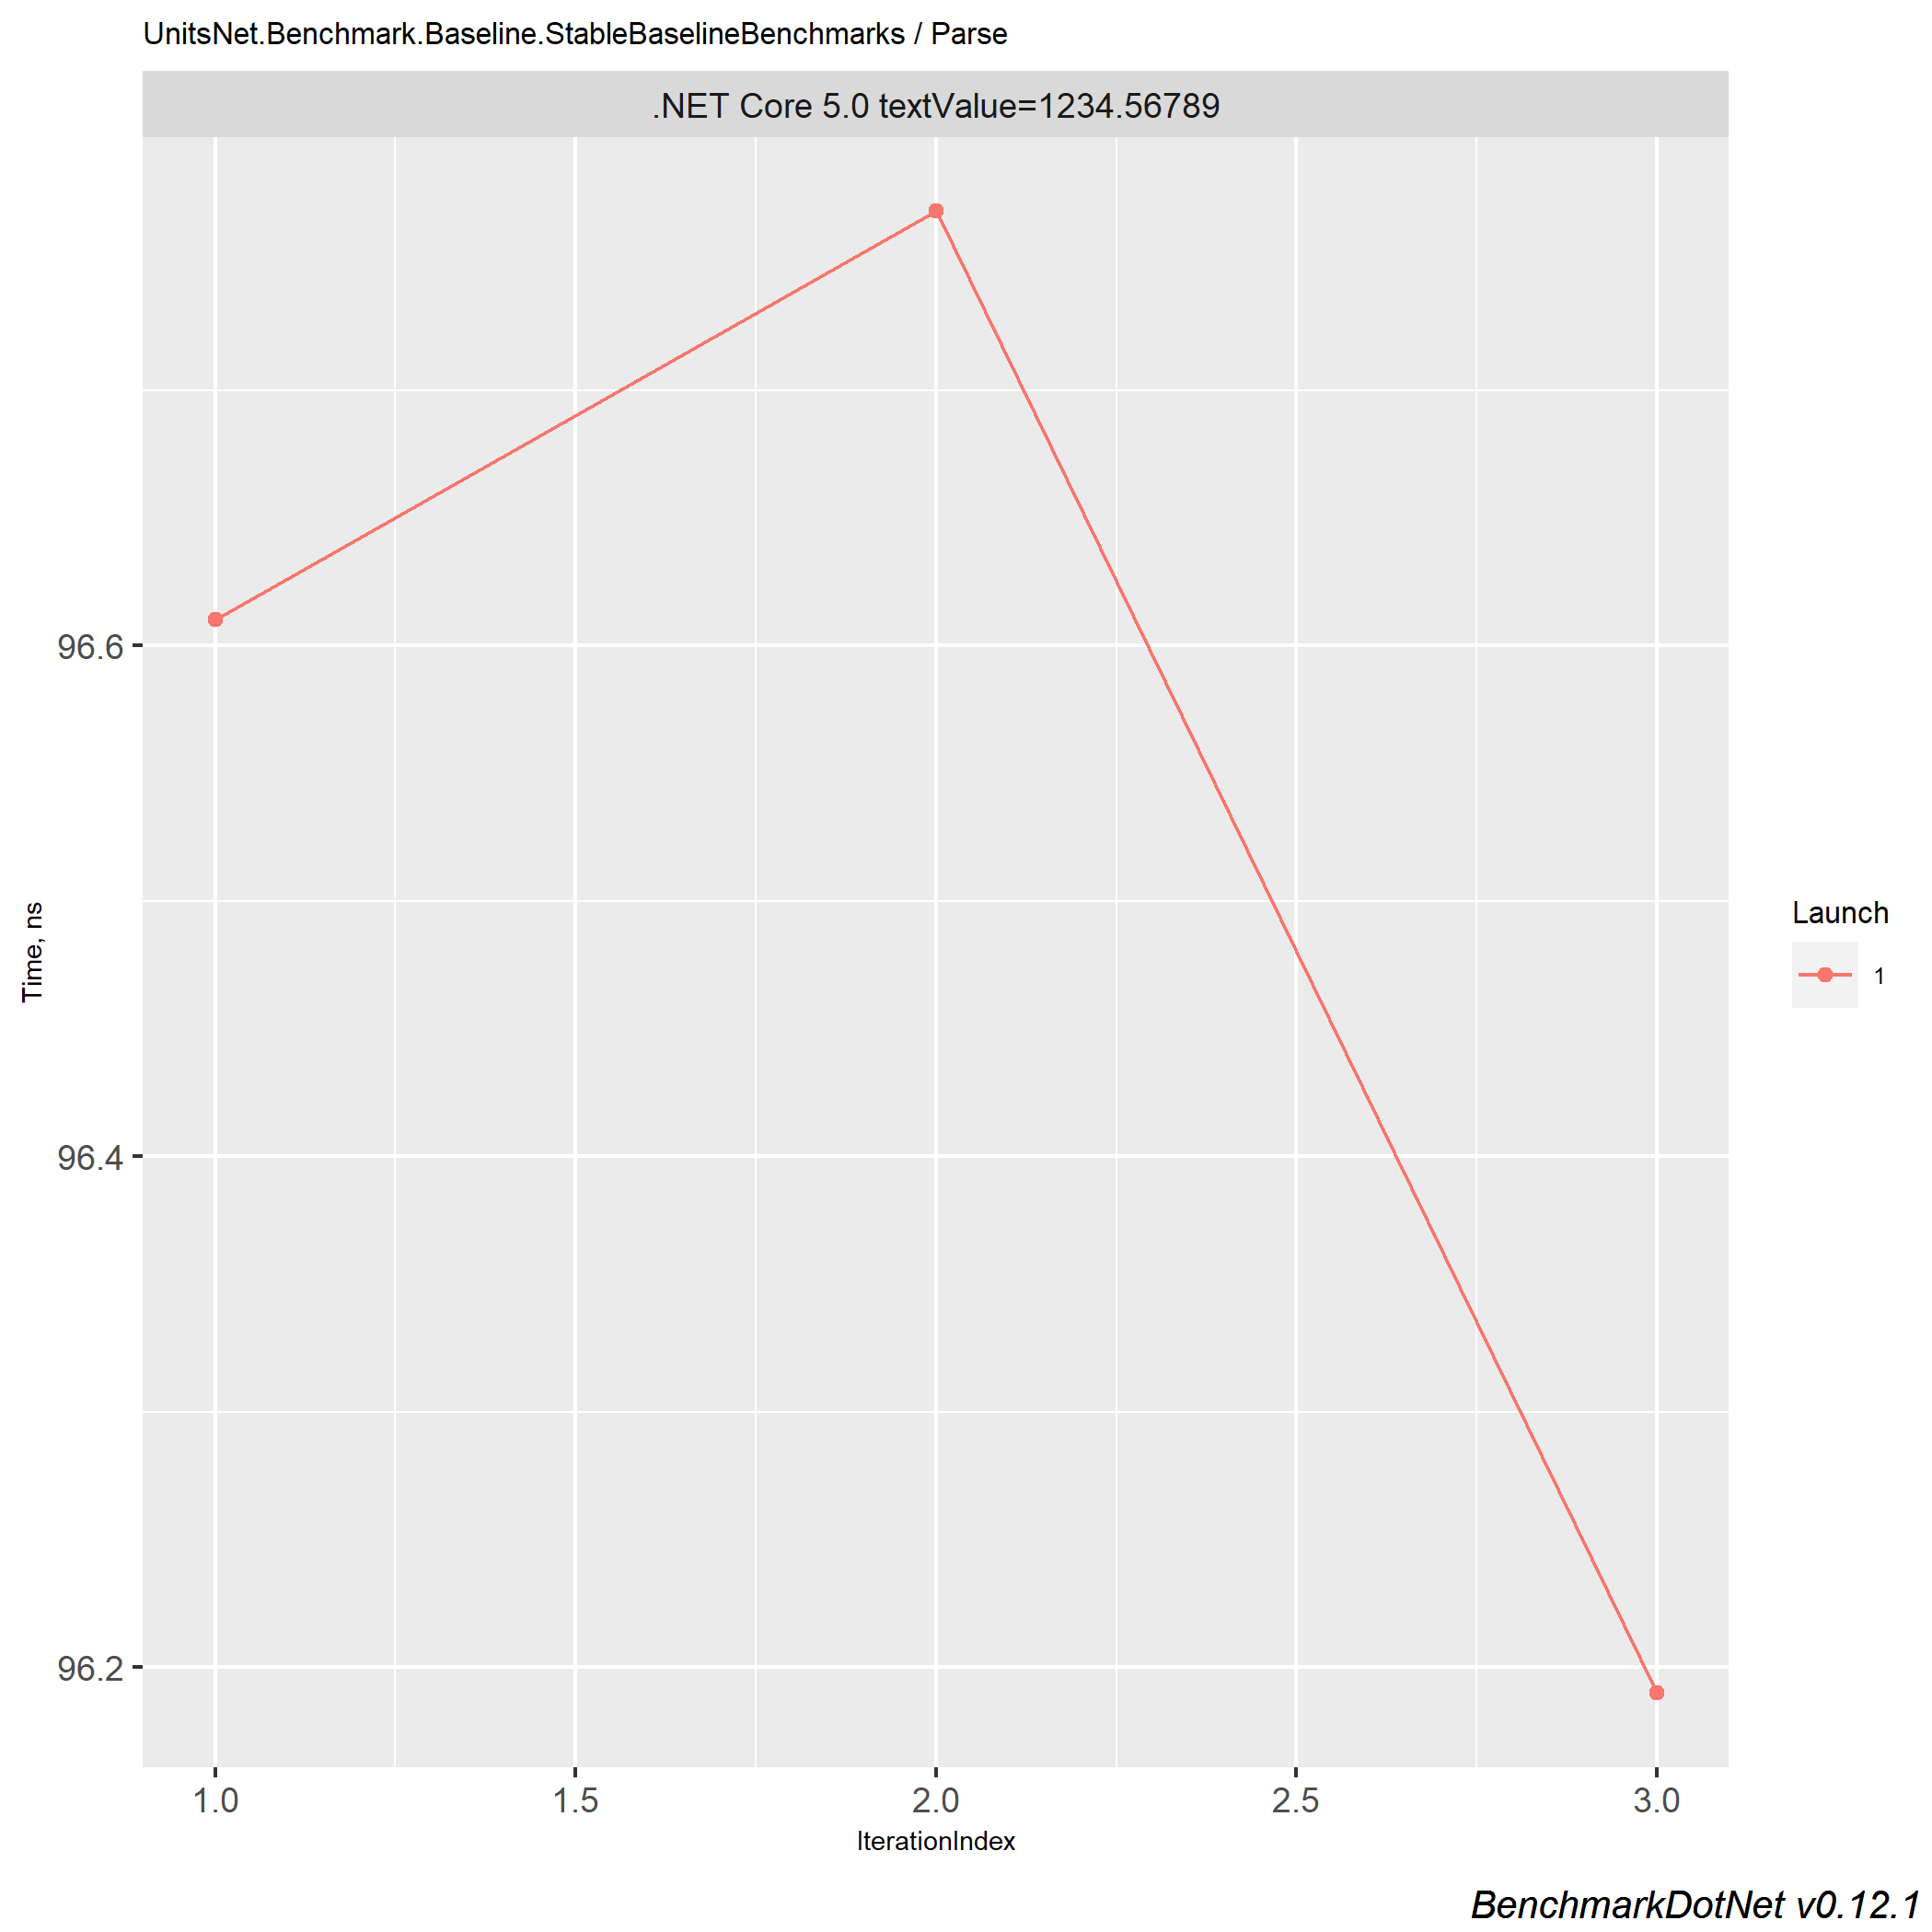 UnitsNet.Benchmark.Baseline.StableBaselineBenchmarks / Parse
.NET Core 5.0 textValue=1234.56789
96.6
96.4
96.2
Time, ns
1.0
1.5
2.0
2.5
3.0
IterationIndex
Launch
1
BenchmarkDotNet v0.12.1